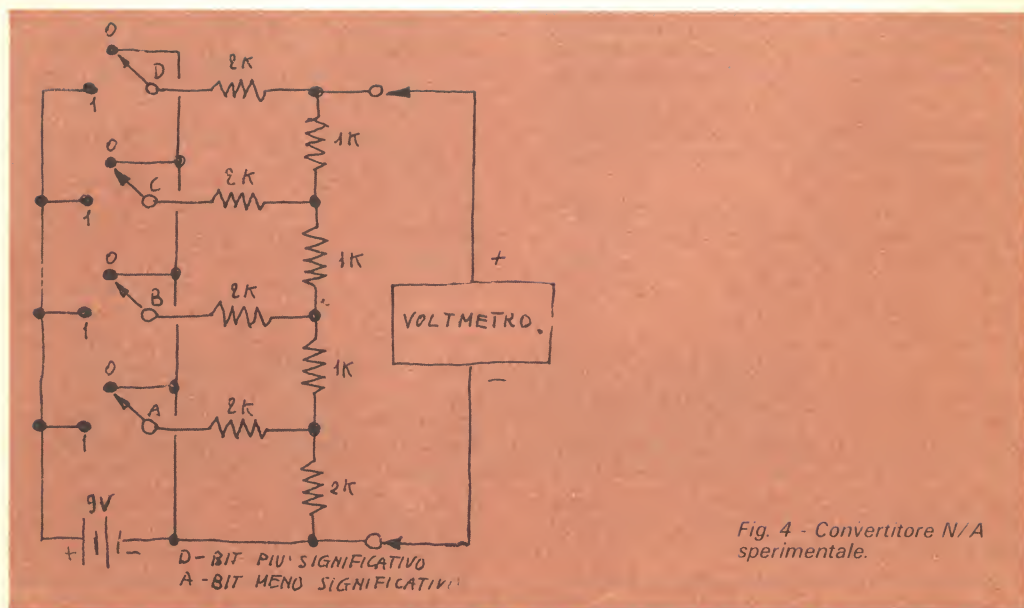 0
D
2K
1
1K
0
C
2K
1
1K
0
B
2K
1
+
VOLTMETRO.
-
1K
0
A
2K
1
2K
9V
+ -
D - BIT PIU' SIGNIFICATIVO
A - BIT MENO SIGNIFICATIV
Fig. 4 - Convertitore N/A
sperimentale.